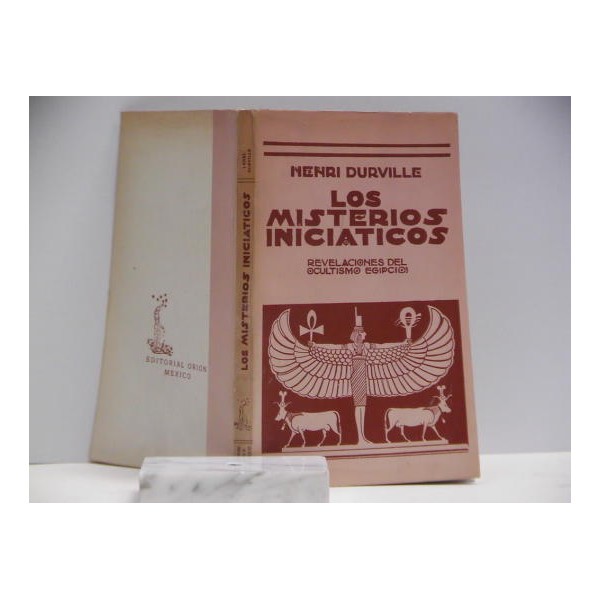 HENRI DURVILLE
LOS
MISTERIOS
INICIATICOS
REVELACIONES DEL
OCULTISMO EGIPCIO
LOS MISTERIOS INICIATICOS
EDITORIAL ORION
MEXICO